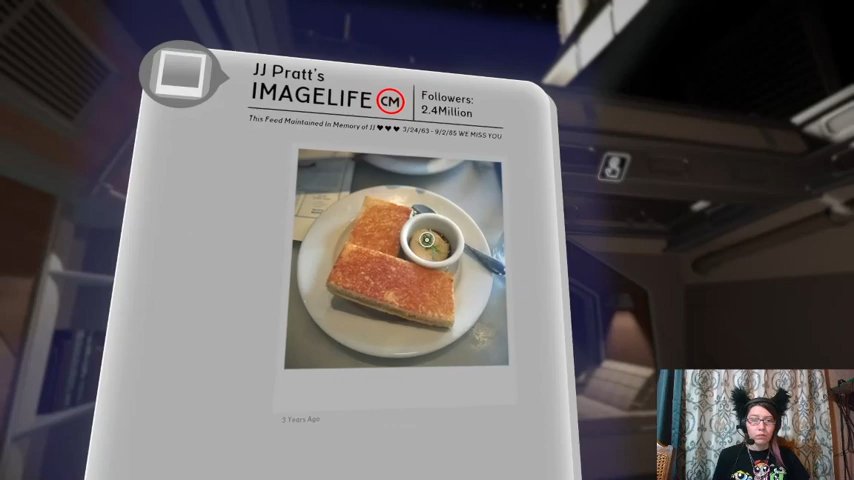 JJ Pratt's
IMAGELIFE CM
Followers:
2.4Million
This Feed Maintained In Memory of JJ ♥♥♥ 3/24/63 - 9/2/85 WE MISS YOU
3 Years Ago